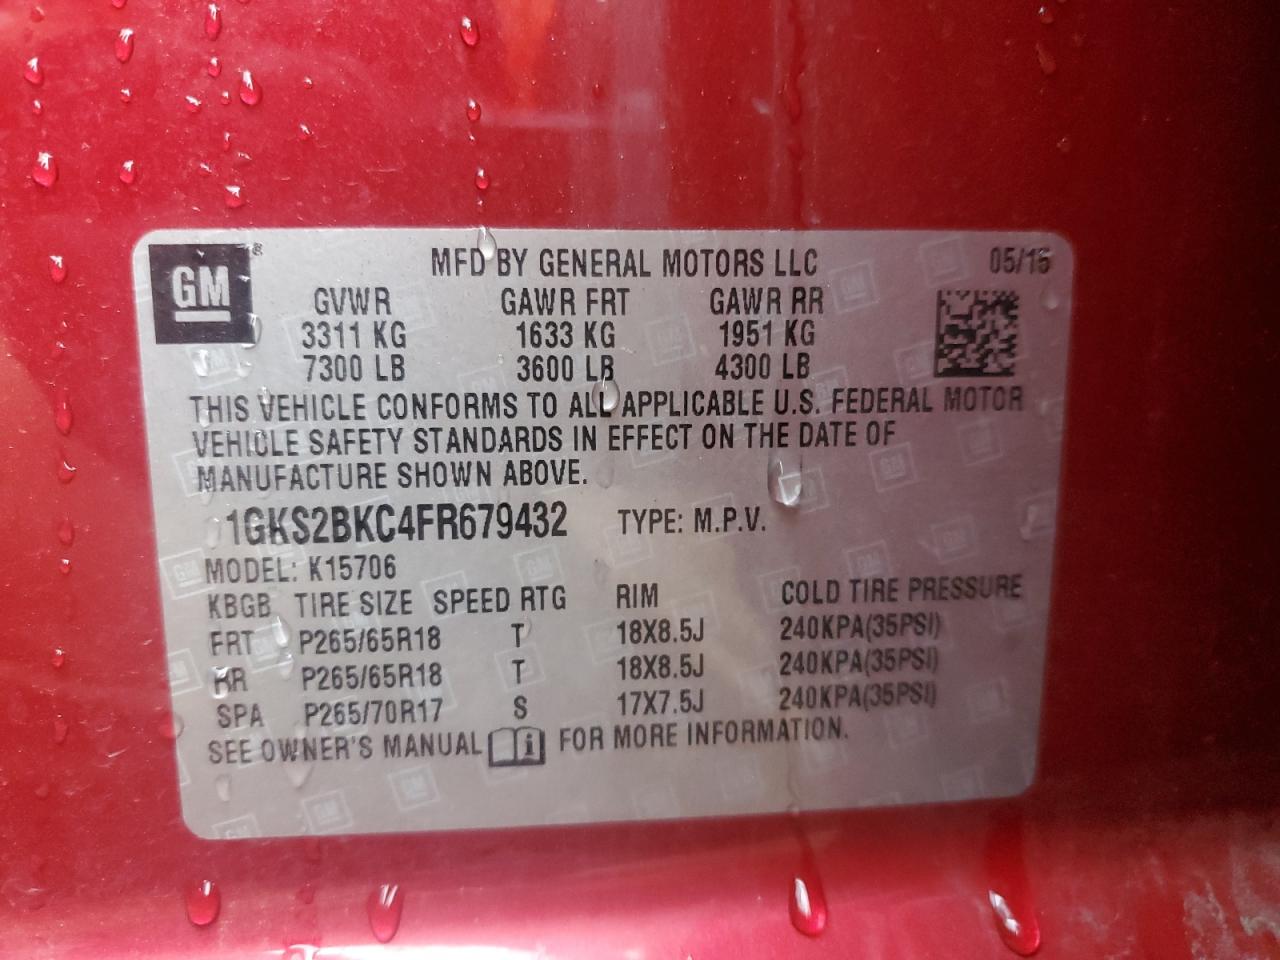 GM ® MFD BY GENERAL MOTORS LLC 05/15
GVWR GAWR FRT GAWR RR
3311 KG 1633 KG 1951 KG
7300 LB 3600 LB 4300 LB
THIS VEHICLE CONFORMS TO ALL APPLICABLE U.S. FEDERAL MOTOR
VEHICLE SAFETY STANDARDS IN EFFECT ON THE DATE OF
MANUFACTURE SHOWN ABOVE.
1GKS2BKC4FR679432 TYPE: M.P.V.
MODEL: K15706
KBGB TIRE SIZE SPEED RTG RIM COLD TIRE PRESSURE
FRT P265/65R18 T 18X8.5J 240KPA(35PSI)
RR P265/65R18 T 18X8.5J 240KPA(35PSI)
SPA P265/70R17 S 17X7.5J 240KPA(35PSI)
SEE OWNER'S MANUAL i FOR MORE INFORMATION.